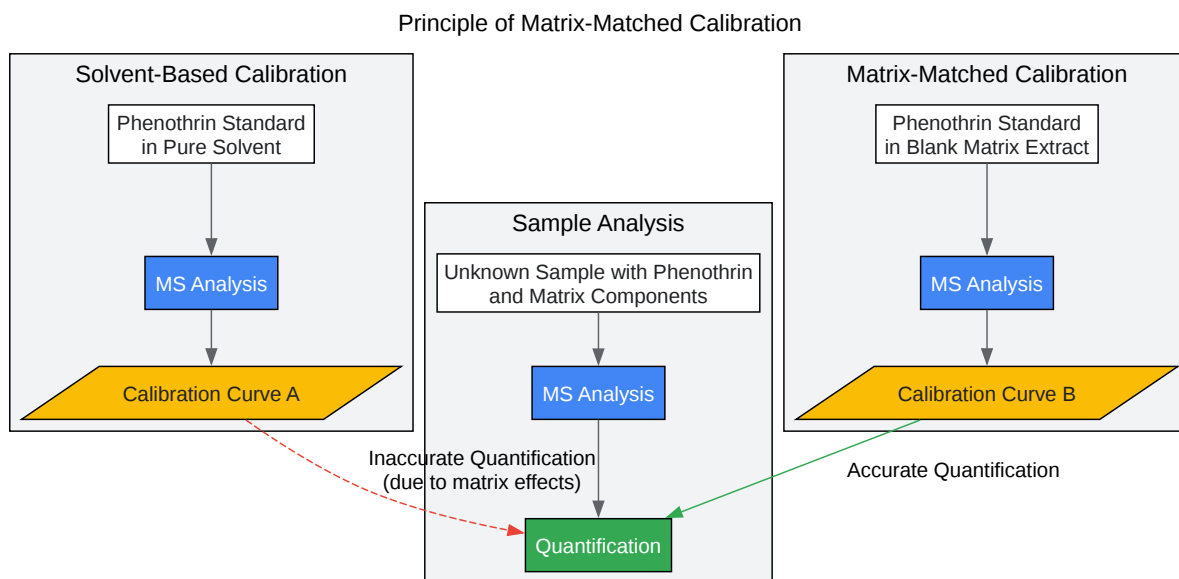 Principle of Matrix-Matched Calibration
Solvent-Based Calibration
Phenothrin Standard
in Pure Solvent
MS Analysis
Calibration Curve A
Sample Analysis
Unknown Sample with Phenothrin
and Matrix Components
MS Analysis
Matrix-Matched Calibration
Phenothrin Standard
in Blank Matrix Extract
MS Analysis
Calibration Curve B
Inaccurate Quantification
(due to matrix effects)
Accurate Quantification
Quantification